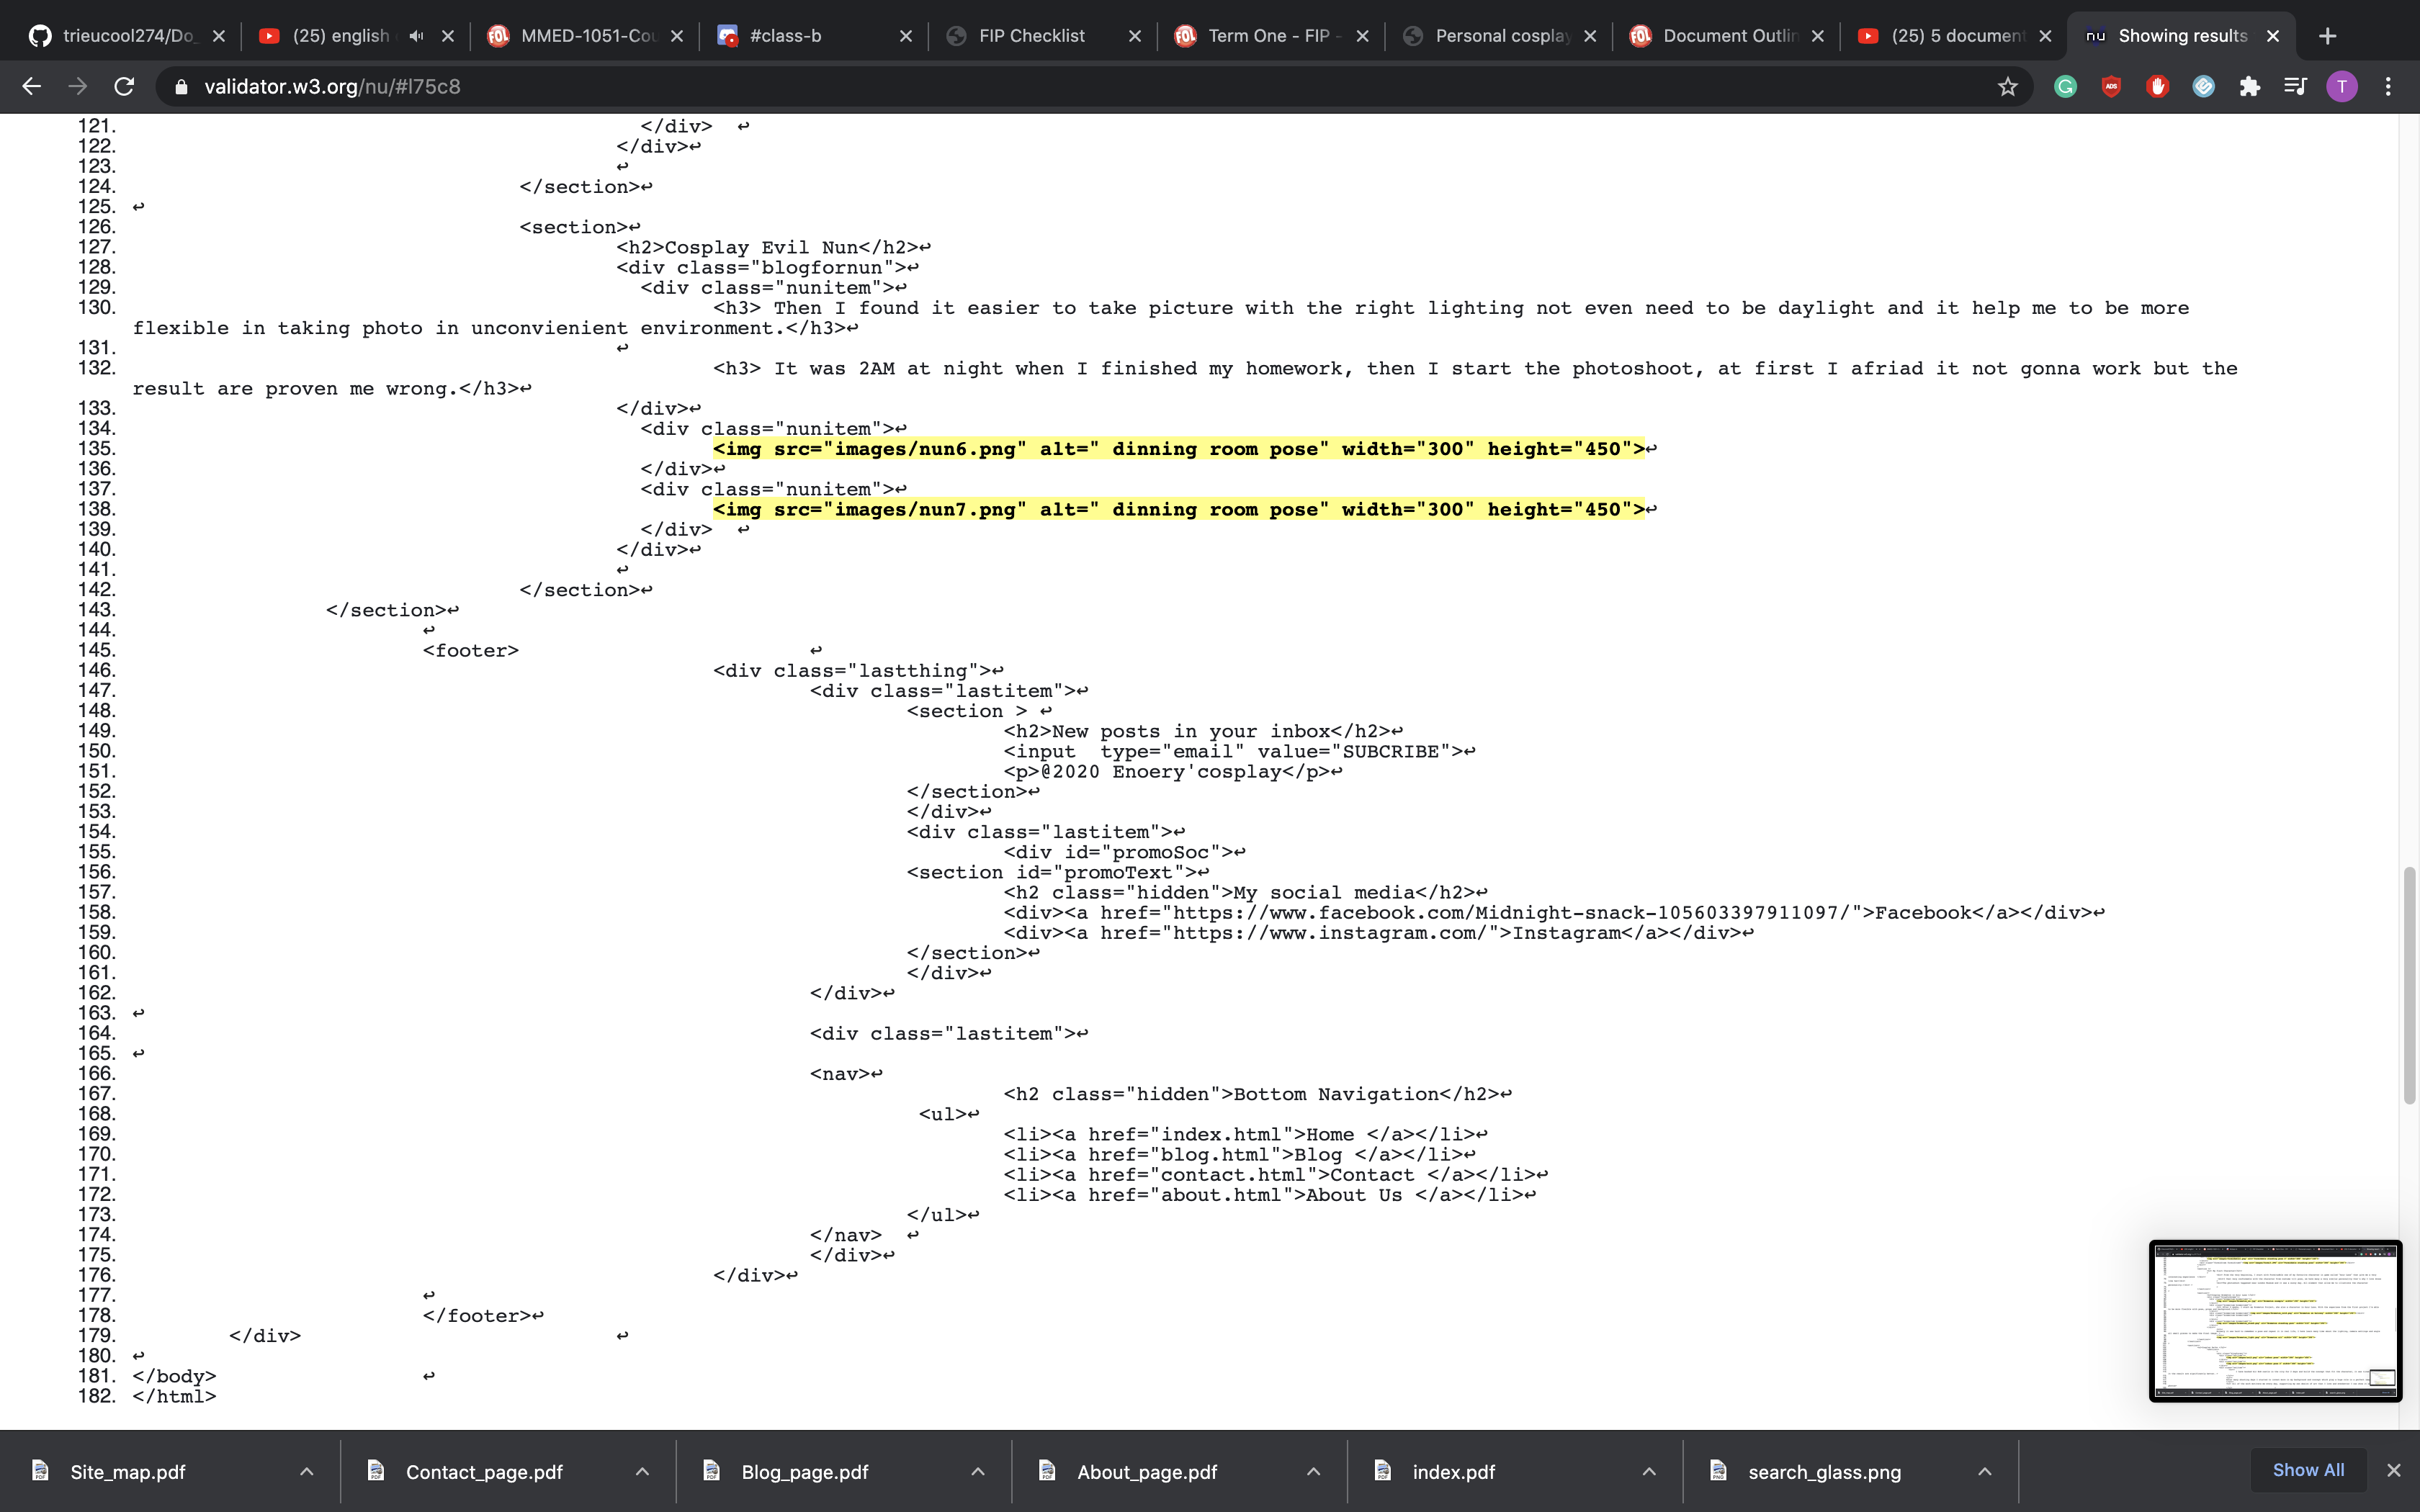 trieucool274/Do_
(25) english
MMED-1051-Cou
#class-b
FIP Checklist
Term One - FIP -
Personal cosplay
Document Outlin
(25) 5 document
nu Showing results
validator.w3.org/nu/#l75c8
T
121. </div> ↩
122. </div>↩
123. ↩
124. </section>↩
125. ↩
126. <section>↩
127. <h2>Cosplay Evil Nun</h2>↩
128. <div class="blogfornun">↩
129. <div class="nunitem">↩
130. <h3> Then I found it easier to take picture with the right lighting not even need to be daylight and it help me to be more
flexible in taking photo in unconvienient environment.</h3>↩
131. ↩
132. <h3> It was 2AM at night when I finished my homework, then I start the photoshoot, at first I afriad it not gonna work but the
result are proven me wrong.</h3>↩
133. </div>↩
134. <div class="nunitem">↩
135. <img src="images/nun6.png" alt=" dinning room pose" width="300" height="450">↩
136. </div>↩
137. <div class="nunitem">↩
138. <img src="images/nun7.png" alt=" dinning room pose" width="300" height="450">↩
139. </div> ↩
140. </div>↩
141. ↩
142. </section>↩
143. </section>↩
144. ↩
145. <footer> ↩
146. <div class="lastthing">↩
147. <div class="lastitem">↩
148. <section > ↩
149. <h2>New posts in your inbox</h2>↩
150. <input  type="email" value="SUBCRIBE">↩
151. <p>@2020 Enoery'cosplay</p>↩
152. </section>↩
153. </div>↩
154. <div class="lastitem">↩
155. <div id="promoSoc">↩
156. <section id="promoText">↩
157. <h2 class="hidden">My social media</h2>↩
158. <div><a href="https://www.facebook.com/Midnight-snack-105603397911097/">Facebook</a></div>↩
159. <div><a href="https://www.instagram.com/">Instagram</a></div>↩
160. </section>↩
161. </div>↩
162. </div>↩
163. ↩
164. <div class="lastitem">↩
165. ↩
166. <nav>↩
167. <h2 class="hidden">Bottom Navigation</h2>↩
168. <ul>↩
169. <li><a href="index.html">Home </a></li>↩
170. <li><a href="blog.html">Blog </a></li>↩
171. <li><a href="contact.html">Contact </a></li>↩
172. <li><a href="about.html">About Us </a></li>↩
173. </ul>↩
174. </nav> ↩
175. </div>↩
176. </div>↩
177. ↩
178. </footer>↩
179. </div> ↩
180. ↩
181. </body> ↩
182. </html>
Site_map.pdf
Contact_page.pdf
Blog_page.pdf
About_page.pdf
index.pdf
search_glass.png
Show All